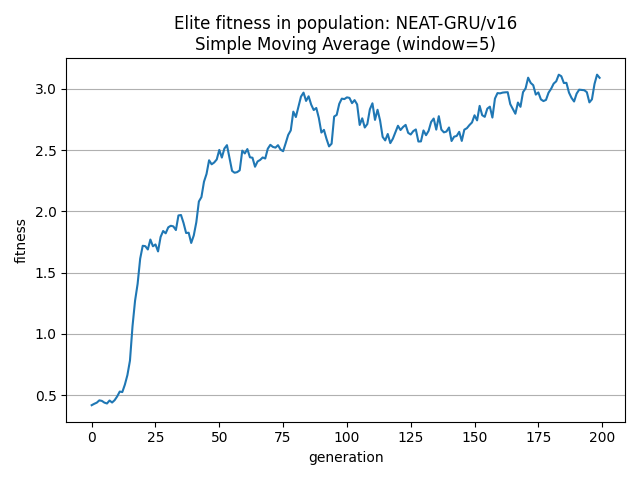 Elite fitness in population: NEAT-GRU/v16
Simple Moving Average (window=5)
fitness
3.0
2.5
2.0
1.5
1.0
0.5
0 25 50 75 100 125 150 175 200
generation